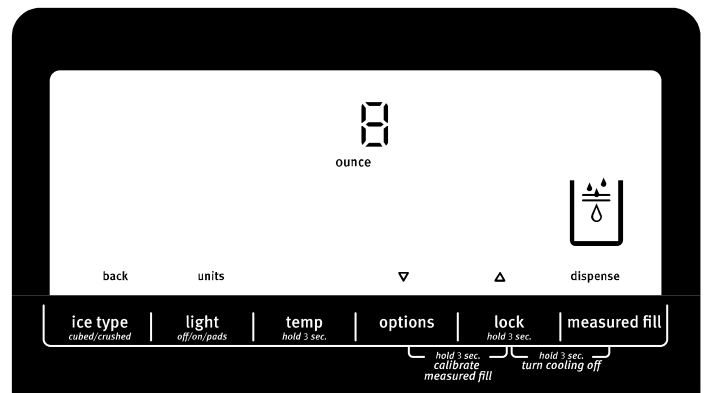 8
ounce
back units ▽ △ dispense
ice type light temp options lock measured fill
cubed/crushed off/on/pads hold 3 sec. hold 3 sec.
hold 3 sec. hold 3 sec.
calibrate turn cooling off
measured fill